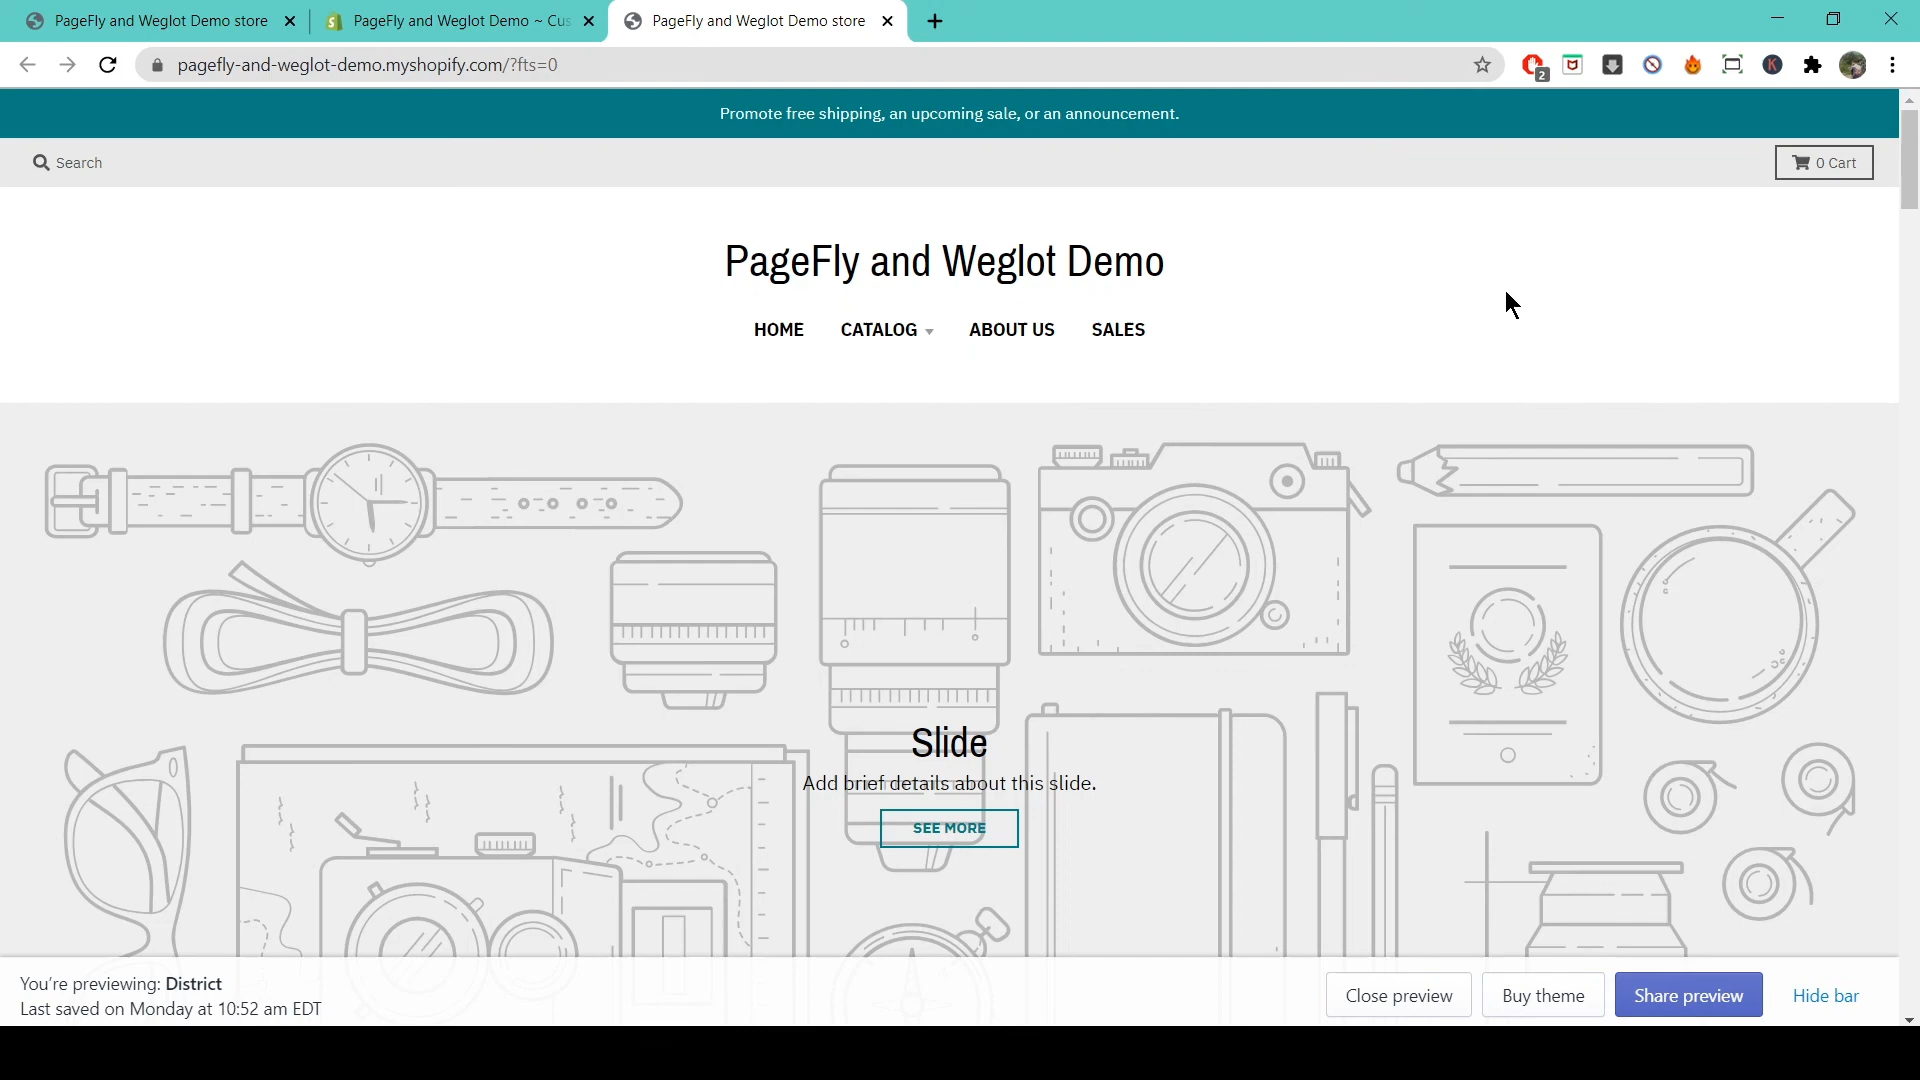 PageFly and Weglot Demo store
PageFly and Weglot Demo ~ Cus
PageFly and Weglot Demo store
pagefly-and-weglot-demo.myshopify.com/?fts=0
2
K
Promote free shipping, an upcoming sale, or an announcement.
Search
0 Cart
PageFly and Weglot Demo
HOME
CATALOG
ABOUT US
SALES
Slide
Add brief details about this slide.
SEE MORE
You're previewing: District
Last saved on Monday at 10:52 am EDT
Close preview
Buy theme
Share preview
Hide bar